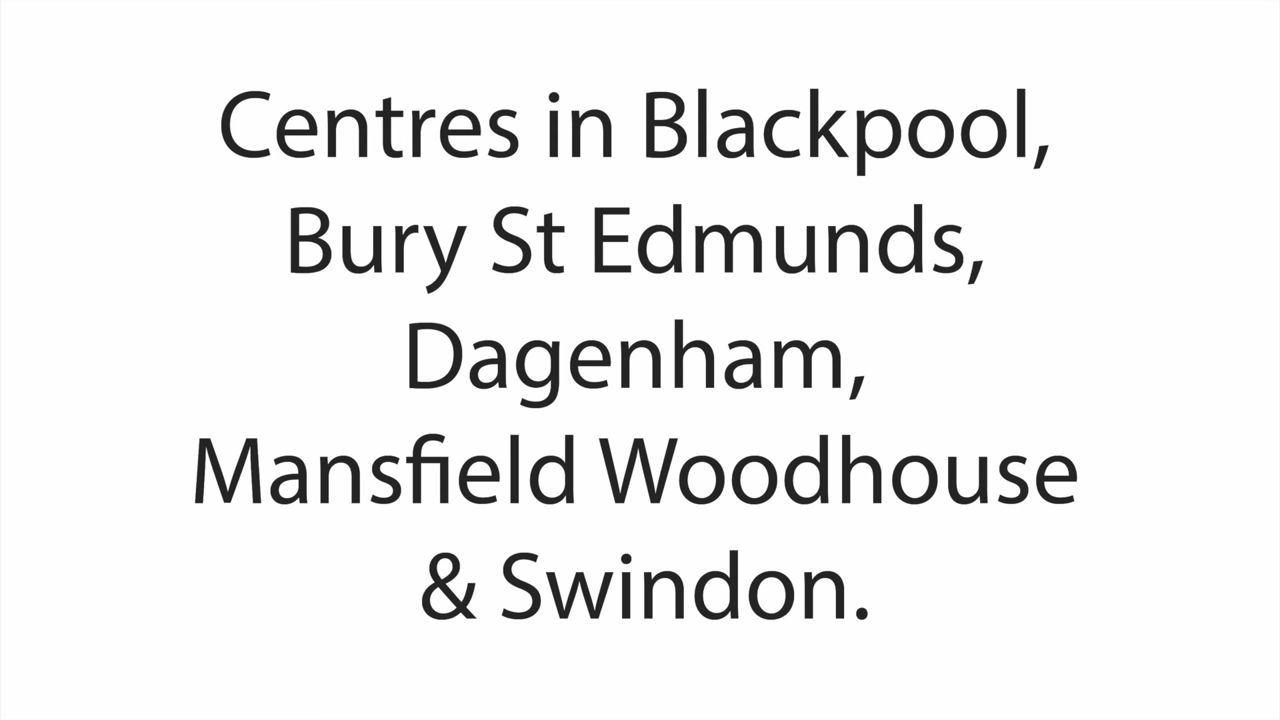 Centres in Blackpool,
Bury St Edmunds,
Dagenham,
Mansfield Woodhouse
& Swindon.